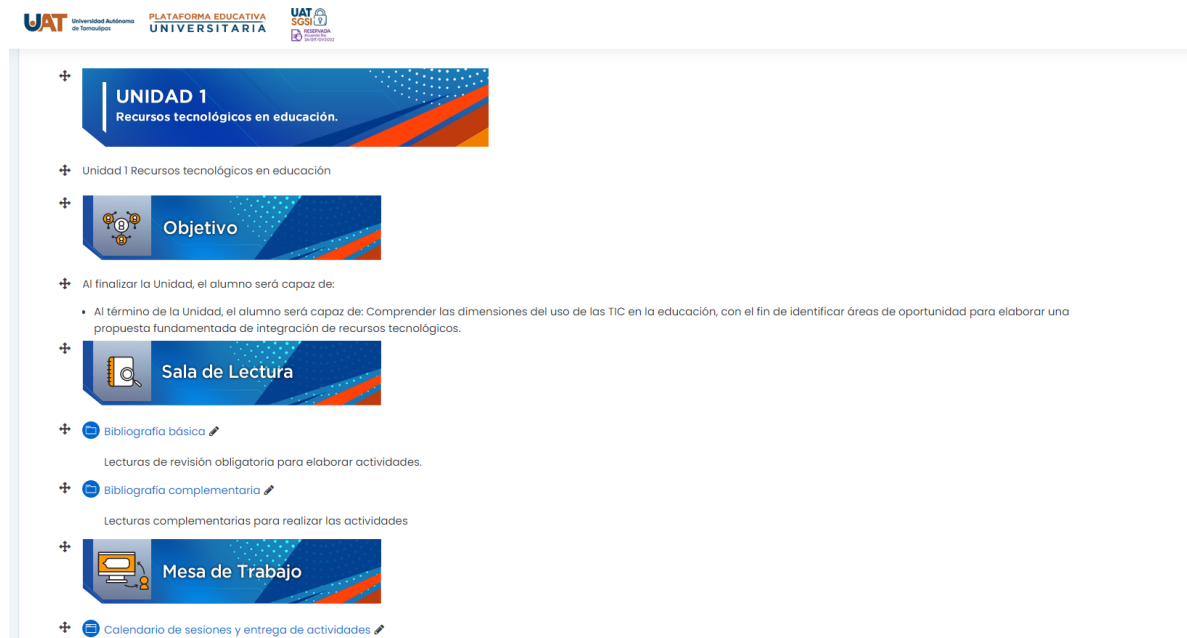 UAT Universidad Autónoma
de Tamaulipas
PLATAFORMA EDUCATIVA
UNIVERSITARIA
UAT
SGSI
RESERVADA
UNIDAD 1
Recursos tecnológicos en educación.
Unidad 1 Recursos tecnológicos en educación
Objetivo
Al finalizar la Unidad, el alumno será capaz de:
• Al término de la Unidad, el alumno será capaz de: Comprender las dimensiones del uso de las TIC en la educación, con el fin de identificar áreas de oportunidad para elaborar una
propuesta fundamentada de integración de recursos tecnológicos.
Sala de Lectura
Bibliografía básica
Lecturas de revisión obligatoria para elaborar actividades.
Bibliografía complementaria
Lecturas complementarias para realizar las actividades
Mesa de Trabajo
Calendario de sesiones y entrega de actividades